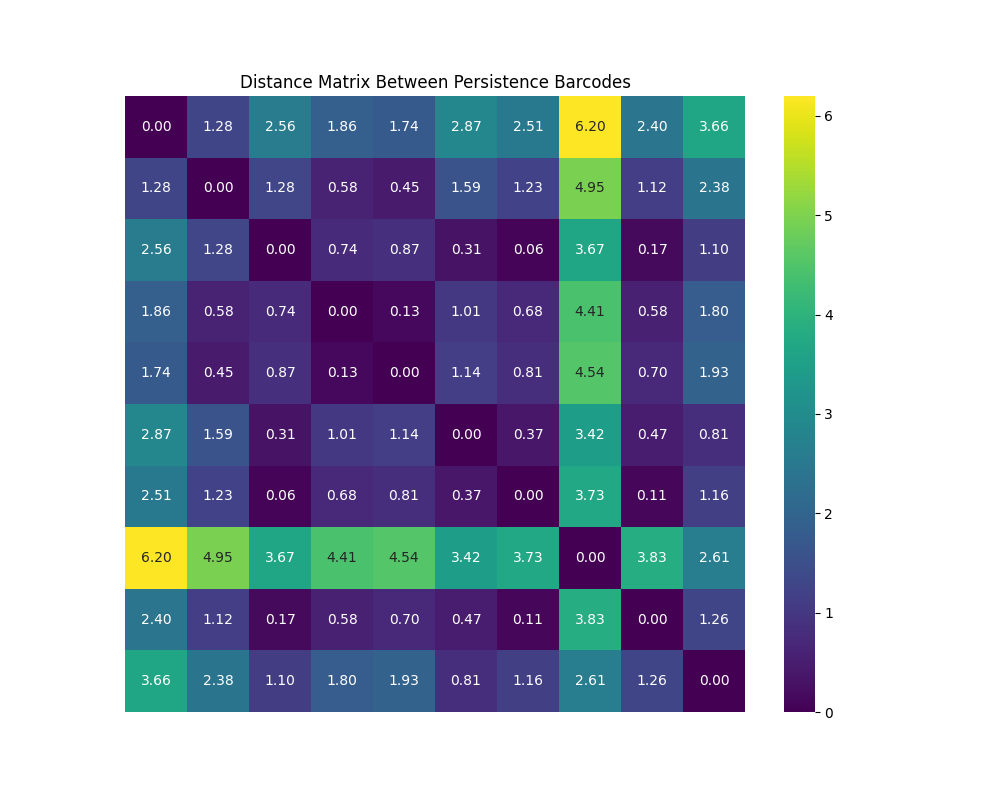 Distance Matrix Between Persistence Barcodes
0.00 1.28 2.56 1.86 1.74 2.87 2.51 6.20 2.40 3.66
1.28 0.00 1.28 0.58 0.45 1.59 1.23 4.95 1.12 2.38
2.56 1.28 0.00 0.74 0.87 0.31 0.06 3.67 0.17 1.10
1.86 0.58 0.74 0.00 0.13 1.01 0.68 4.41 0.58 1.80
1.74 0.45 0.87 0.13 0.00 1.14 0.81 4.54 0.70 1.93
2.87 1.59 0.31 1.01 1.14 0.00 0.37 3.42 0.47 0.81
2.51 1.23 0.06 0.68 0.81 0.37 0.00 3.73 0.11 1.16
6.20 4.95 3.67 4.41 4.54 3.42 3.73 0.00 3.83 2.61
2.40 1.12 0.17 0.58 0.70 0.47 0.11 3.83 0.00 1.26
3.66 2.38 1.10 1.80 1.93 0.81 1.16 2.61 1.26 0.00
6
5
4
3
2
1
0